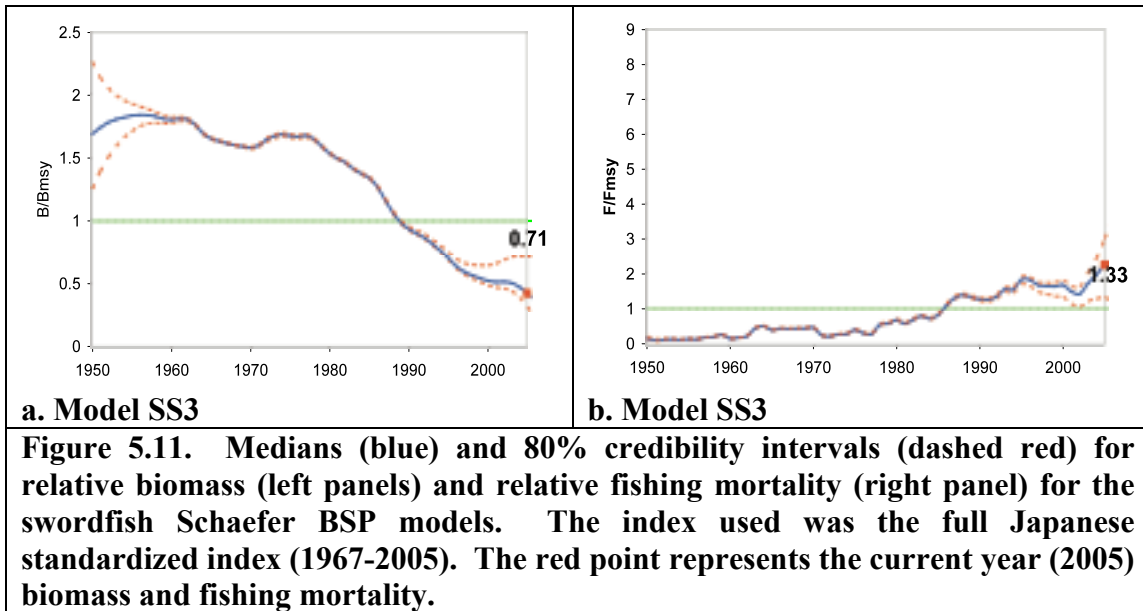 2.5
2
1.5
1
0.5
0
B/Bmsy
0.71
1950 1960 1970 1980 1990 2000
a. Model SS3
9
8
7
6
5
4
3
2
1
0
F/Fmsy
1.33
1950 1960 1970 1980 1990 2000
b. Model SS3
Figure 5.11. Medians (blue) and 80% credibility intervals (dashed red) for
relative biomass (left panels) and relative fishing mortality (right panel) for the
swordfish Schaefer BSP models. The index used was the full Japanese
standardized index (1967-2005). The red point represents the current year (2005)
biomass and fishing mortality.